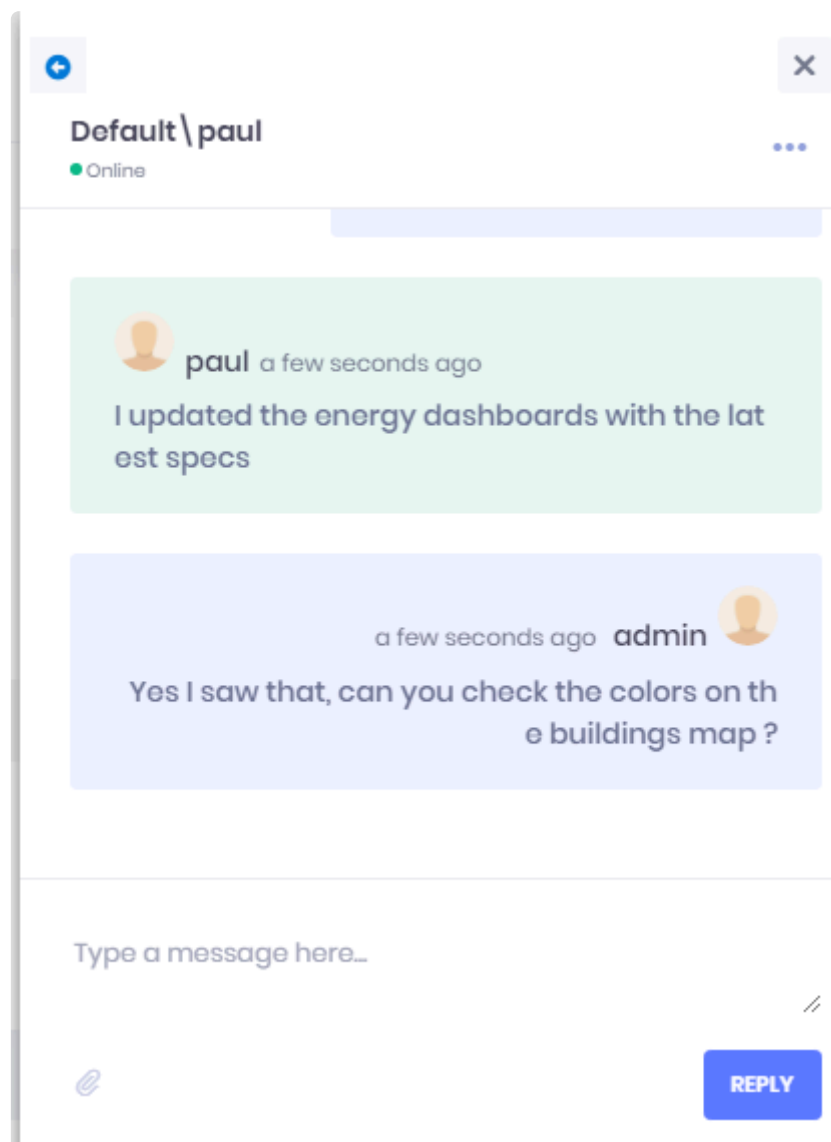 Default\paul
Online
paul a few seconds ago
I updated the energy dashboards with the lat
est specs
a few seconds ago admin
Yes I saw that, can you check the colors on th
e buildings map ?
Type a message here...
REPLY